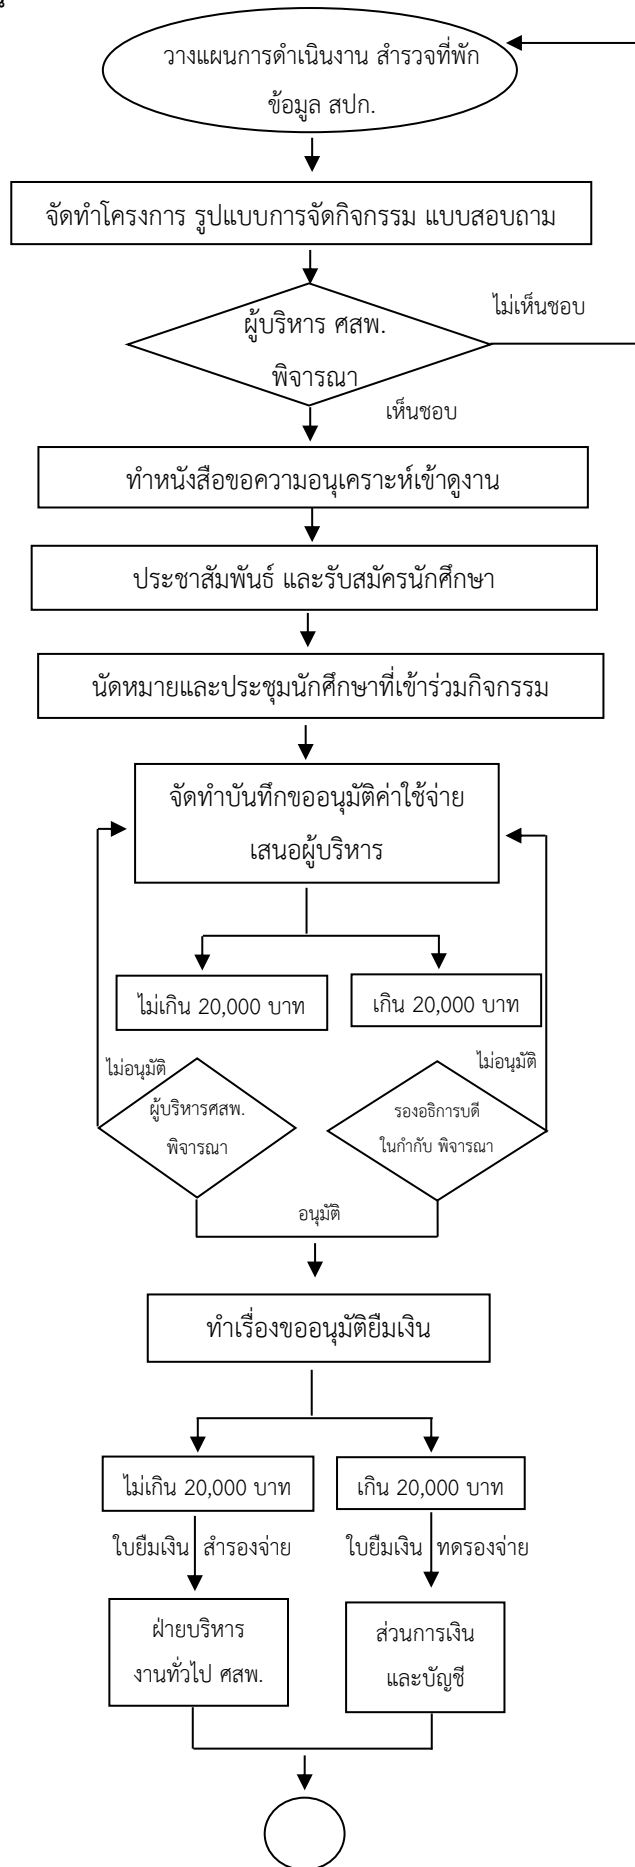 วางแผนการดำเนินงาน สำรวจที่พัก
ข้อมูล สปก.
จัดทำโครงการ รูปแบบการจัดกิจกรรม แบบสอบถาม
ไม่เห็นชอบ
ผู้บริหาร ศสพ.
พิจารณา
เห็นชอบ
ทำหนังสือขอความอนุเคราะห์เข้าดูงาน
ประชาสัมพันธ์ และรับสมัครนักศึกษา
นัดหมายและประชุมนักศึกษาที่เข้าร่วมกิจกรรม
จัดทำบันทึกขออนุมัติค่าใช้จ่าย
เสนอผู้บริหาร
ไม่เกิน 20,000 บาท
เกิน 20,000 บาท
ไม่อนุมัติ
ไม่อนุมัติ
ผู้บริหารศสพ.
พิจารณา
รองอธิการบดี
ในกำกับ พิจารณา
อนุมัติ
ทำเรื่องขออนุมัติยืมเงิน
ไม่เกิน 20,000 บาท
เกิน 20,000 บาท
ใบยืมเงิน สำรองจ่าย
ใบยืมเงิน ทดรองจ่าย
ฝ่ายบริหาร
งานทั่วไป ศสพ.
ส่วนการเงิน
และบัญชี